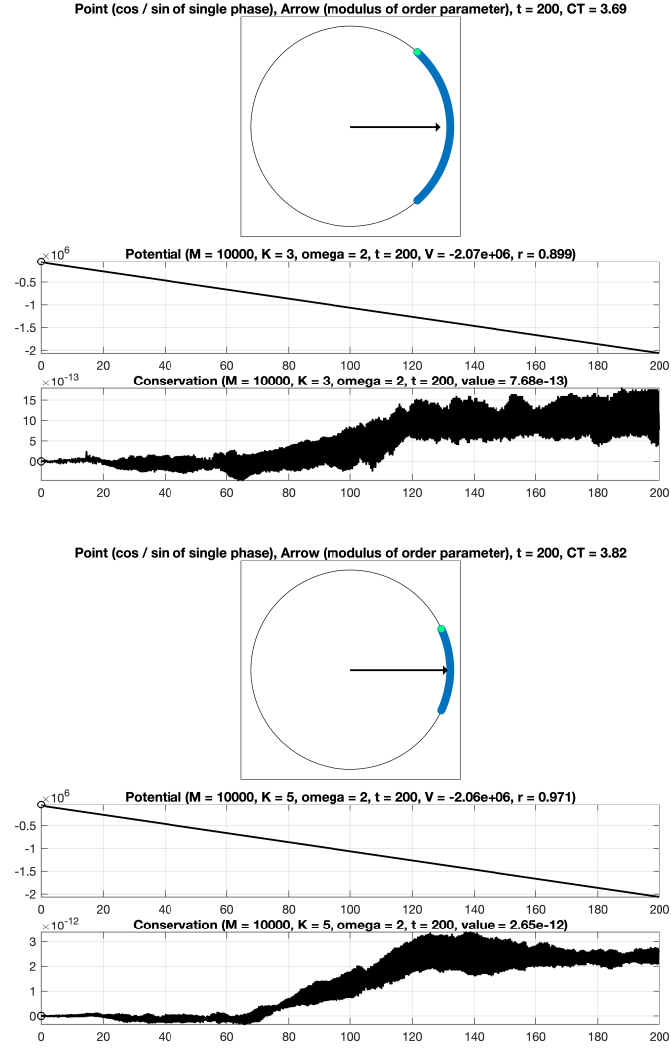 Point (cos / sin of single phase), Arrow (modulus of order parameter), t = 200, CT = 3.69
×10^6
Potential (M = 10000, K = 3, omega = 2, t = 200, V = -2.07e+06, r = 0.899)
-0.5
-1
-1.5
-2
0 20 40 60 80 100 120 140 160 180 200
×10^-13
Conservation (M = 10000, K = 3, omega = 2, t = 200, value = 7.68e-13)
15
10
5
0
0 20 40 60 80 100 120 140 160 180 200
Point (cos / sin of single phase), Arrow (modulus of order parameter), t = 200, CT = 3.82
×10^6
Potential (M = 10000, K = 5, omega = 2, t = 200, V = -2.06e+06, r = 0.971)
-0.5
-1
-1.5
-2
0 20 40 60 80 100 120 140 160 180 200
×10^-12
Conservation (M = 10000, K = 5, omega = 2, t = 200, value = 2.65e-12)
3
2
1
0
0 20 40 60 80 100 120 140 160 180 200